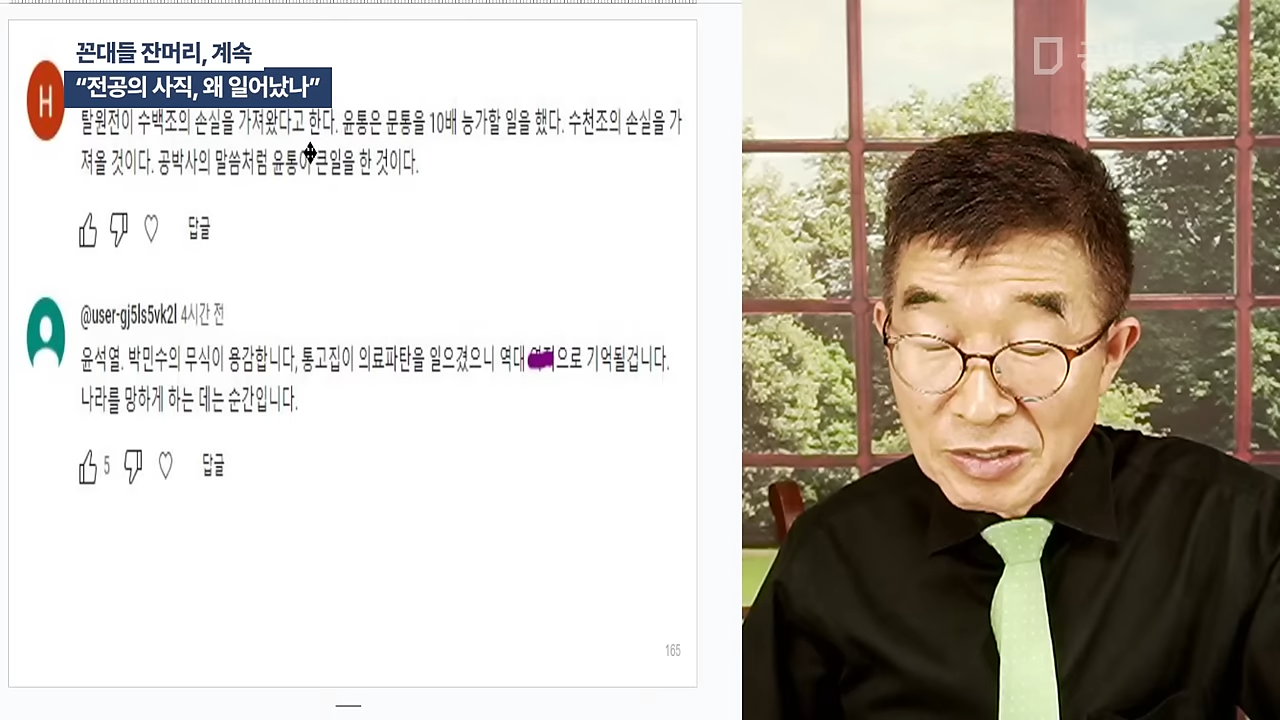 꼰대들 잔머리, 계속
“전공의 사직, 왜 일어났나”
H
탈원전이 수백조의 손실을 가져왔다고 한다. 윤통은 문통을 10배 능가할 일을 했다. 수천조의 손실을 가
져올 것이다. 공박사의 말씀처럼 윤통이 큰일을 한 것이다.
답글
@user-gj5ls5vk2l 4시간 전
윤석열. 박민수의 무식이 용감합니다, 통고집이 의료파탄을 일으켰으니 역대 으로 기억될겁니다.
나라를 망하게 하는 데는 순간입니다.
5 답글
165